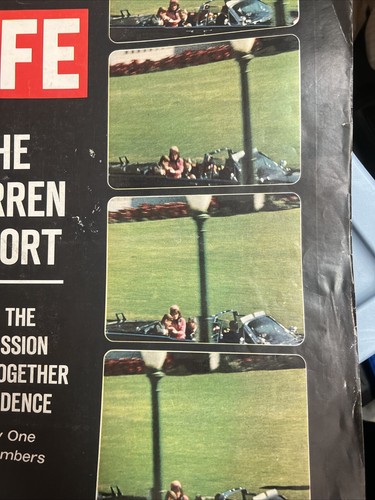 FE
HE
RREN
ORT
THE
SSION
OGETHER
DENCE
y One
mbers